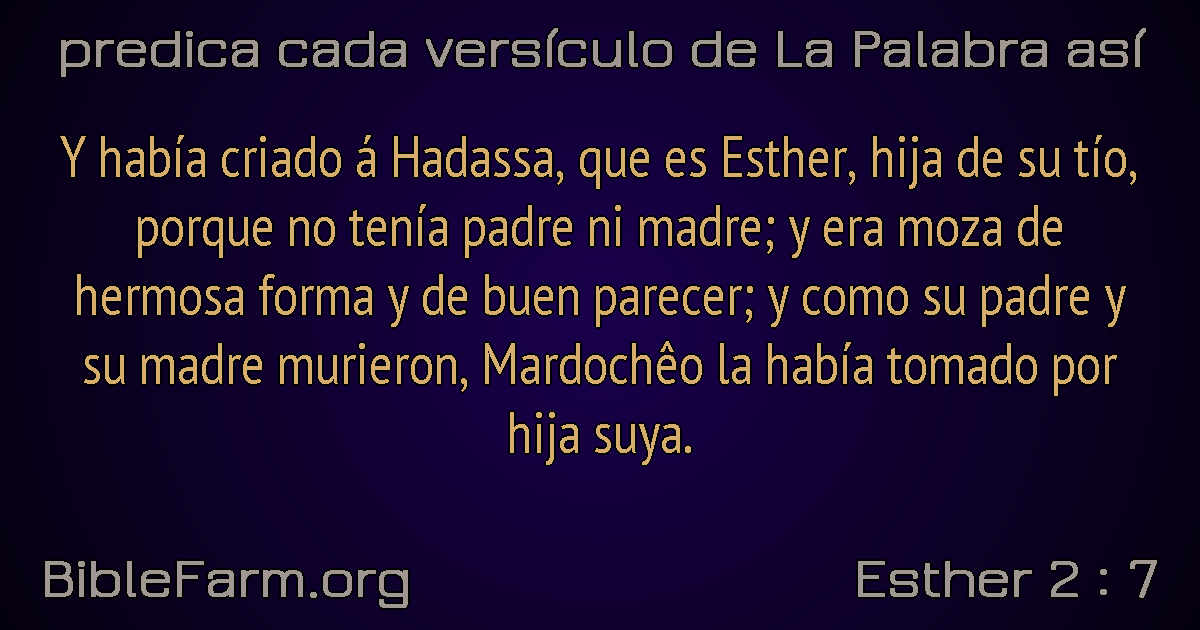 predica cada versículo de La Palabra así
Y había criado á Hadassa, que es Esther, hija de su tío,
porque no tenía padre ni madre; y era moza de
hermosa forma y de buen parecer; y como su padre y
su madre murieron, Mardochêo la había tomado por
hija suya.
BibleFarm.org
Esther 2 : 7